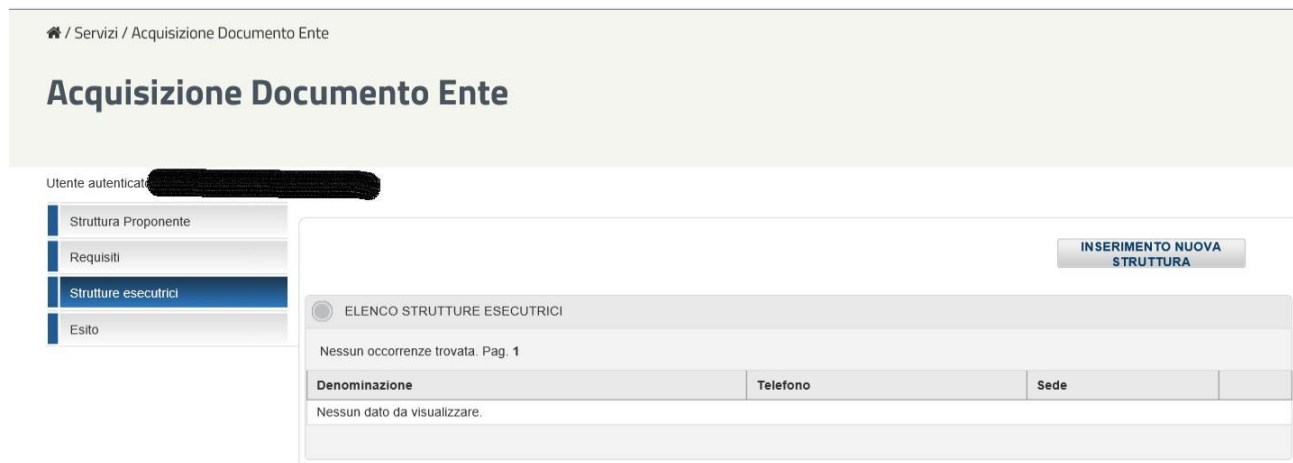 / Servizi / Acquisizione Documento Ente
Acquisizione Documento Ente
Utente autenticato
Struttura Proponente
Requisiti
Strutture esecutrici
Esito
INSERIMENTO NUOVA
STRUTTURA
ELENCO STRUTTURE ESECUTRICI
Nessun occorrenze trovata. Pag. 1
Denominazione Telefono Sede
Nessun dato da visualizzare.